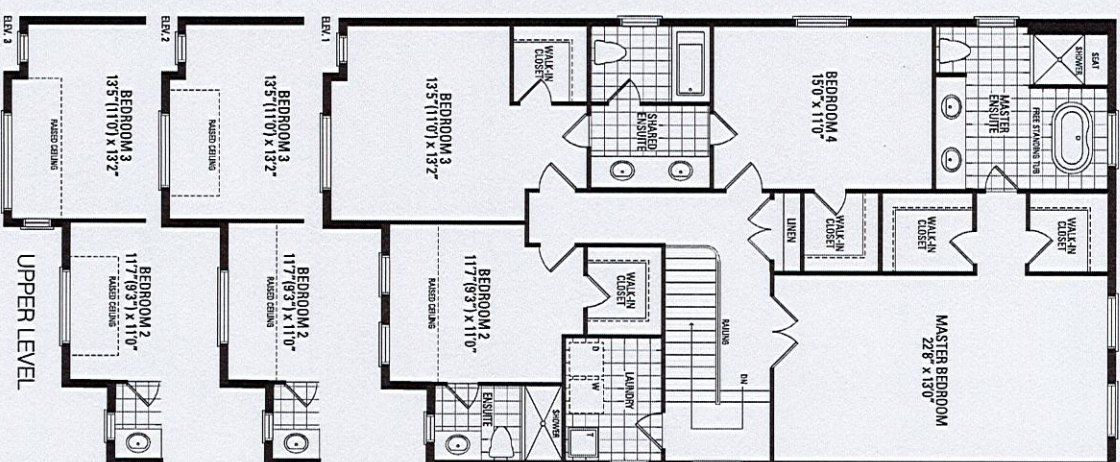 ELEV. 3
BEDROOM 3
13'5"(11'0") x 13'2"
RAISED CEILING
BEDROOM 2
11'7"(9'3") x 11'0"
RAISED CEILING
UPPER LEVEL
ELEV. 2
BEDROOM 3
13'5"(11'0") x 13'2"
RAISED CEILING
BEDROOM 2
11'7"(9'3") x 11'0"
RAISED CEILING
ELEV. 1
BEDROOM 3
13'5"(11'0") x 13'2"
WALK-IN
CLOSET
SHARED
ENSUITE
BEDROOM 4
15'0" x 11'0"
SEAT
SHOWER
FREE STANDING TUB
MASTER
ENSUITE
BEDROOM 2
11'7"(9'3") x 11'0"
RAISED CEILING
WALK-IN
CLOSET
LINEN
WALK-IN
CLOSET
WALK-IN
CLOSET
WALK-IN
CLOSET
RAILING
DN
MASTER BEDROOM
22'8" x 13'0"
ENSUITE
SHOWER
D
W
LAUNDRY
T